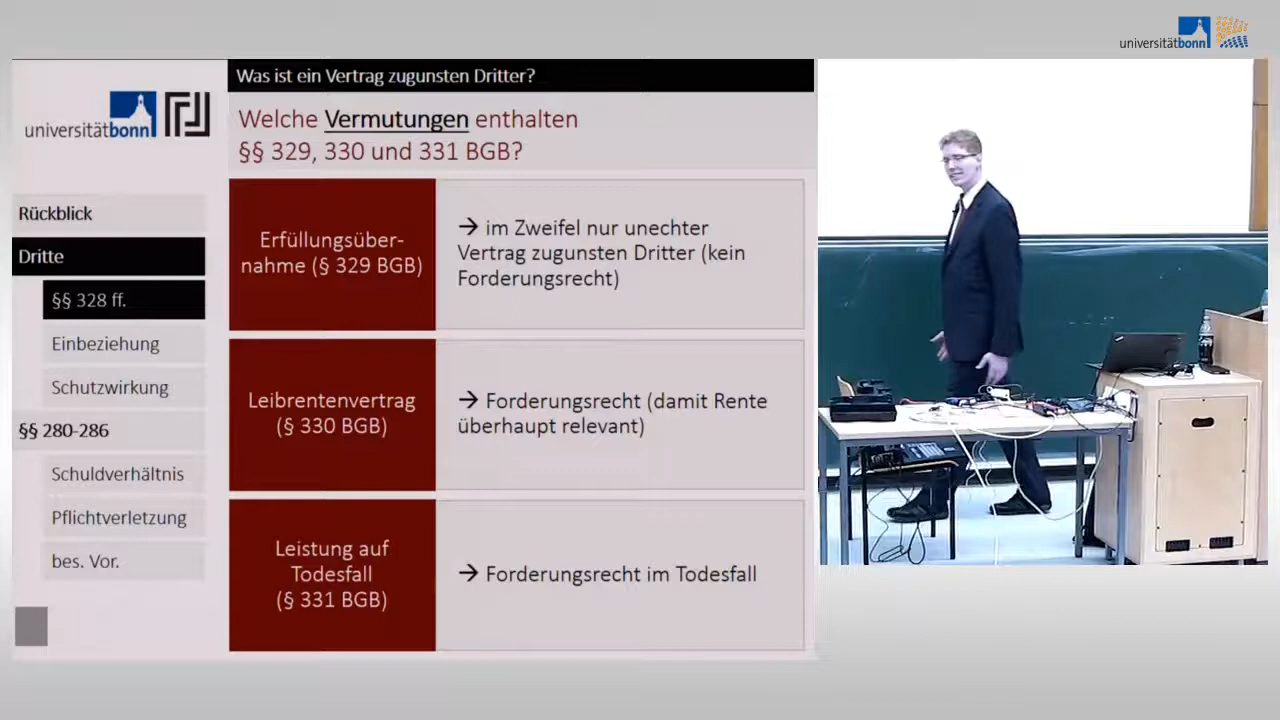 universitätbonn
universitätbonn
Was ist ein Vertrag zugunsten Dritter?
Welche Vermutungen enthalten
§§ 329, 330 und 331 BGB?
Rückblick
Dritte
§§ 328 ff.
Einbeziehung
Schutzwirkung
§§ 280-286
Schuldverhältnis
Pflichtverletzung
bes. Vor.
Erfüllungsüber-
nahme (§ 329 BGB)
→ im Zweifel nur unechter
Vertrag zugunsten Dritter (kein
Forderungsrecht)
Leibrentenvertrag
(§ 330 BGB)
→ Forderungsrecht (damit Rente
überhaupt relevant)
Leistung auf
Todesfall
(§ 331 BGB)
→ Forderungsrecht im Todesfall